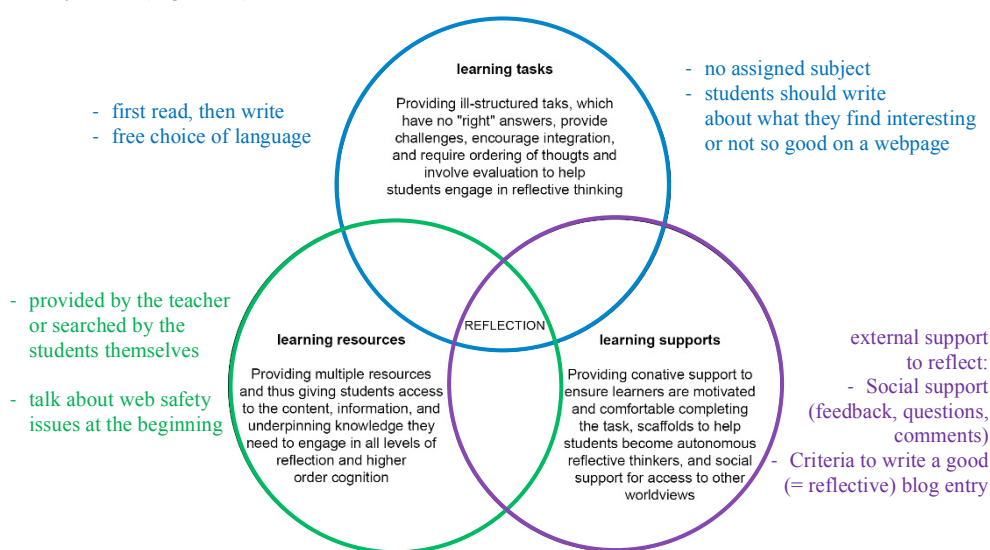 learning tasks
Providing ill-structured taks, which
have no "right" answers, provide
challenges, encourage integration,
and require ordering of thougts and
involve evaluation to help
students engage in reflective thinking
- first read, then write
- free choice of language
- no assigned subject
- students should write
about what they find interesting
or not so good on a webpage
REFLECTION
- provided by the teacher
or searched by the
students themselves
- talk about web safety
issues at the beginning
learning resources
Providing multiple resources
and thus giving students access
to the content, information, and
underpinning knowledge they
need to engage in all levels of
reflection and higher
order cognition
learning supports
Providing conative support to
ensure learners are motivated
and comfortable completing
the task, scaffolds to help
students become autonomous
reflective thinkers, and social
support for access to other
worldviews
external support
to reflect:
- Social support
(feedback, questions,
comments)
- Criteria to write a good
(= reflective) blog entry